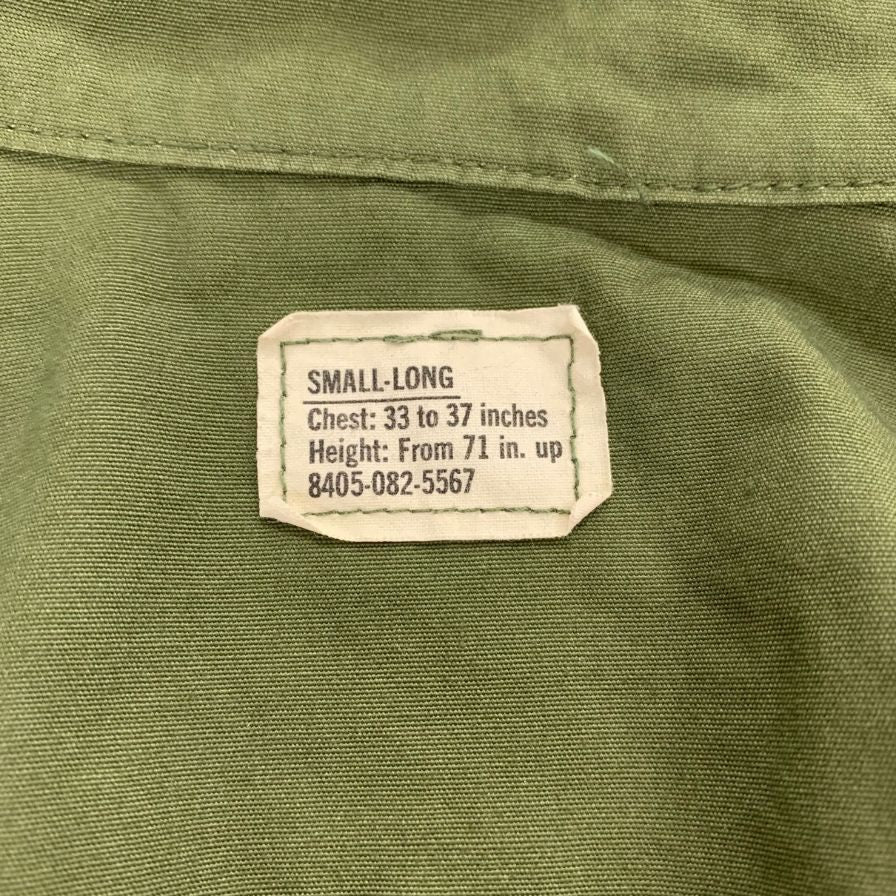 SMALL-LONG
Chest: 33 to 37 inches
Height: From 71 in. up
8405-082-5567